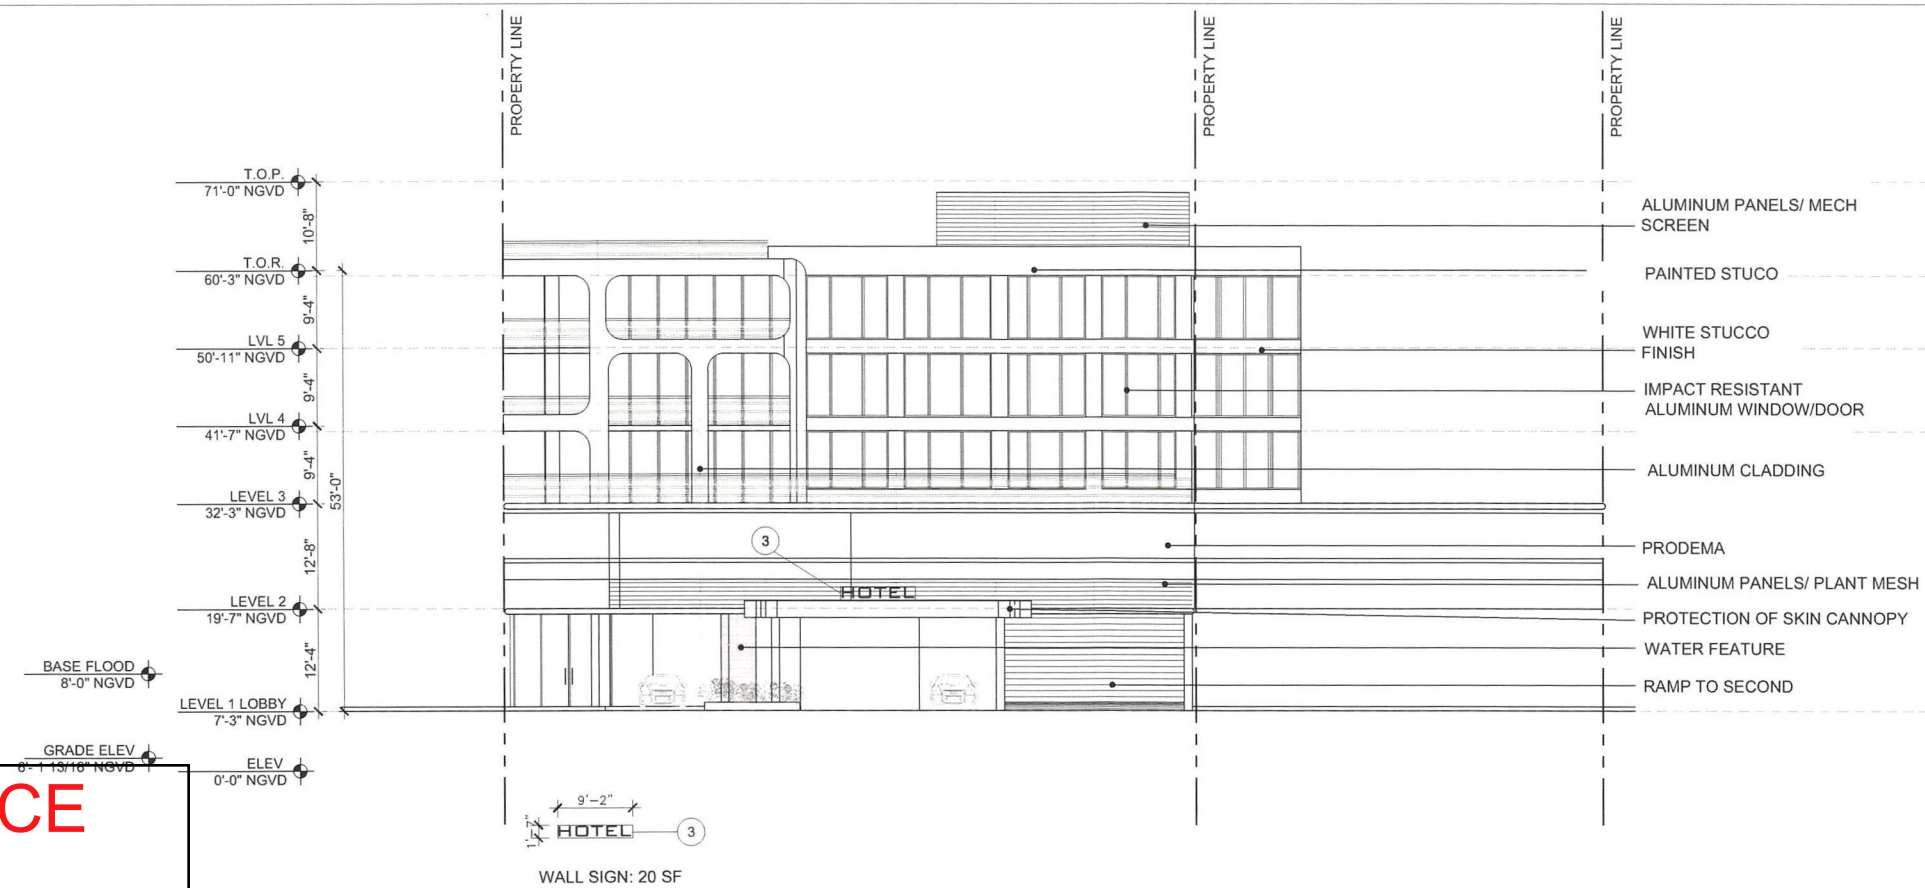 PROPERTY LINE
PROPERTY LINE
PROPERTY LINE
T.O.P.
71'-0" NGVD
10'-8"
T.O.R.
60'-3" NGVD
9'-4"
LVL 5
50'-11" NGVD
9'-4"
LVL 4
41'-7" NGVD
9'-4"
LEVEL 3
32'-3" NGVD
53'-0"
12'-8"
LEVEL 2
19'-7" NGVD
12'-4"
BASE FLOOD
8'-0" NGVD
LEVEL 1 LOBBY
7'-3" NGVD
GRADE ELEV
6'- 1 13/16" NGVD
ELEV
0'-0" NGVD
ALUMINUM PANELS/ MECH
SCREEN
PAINTED STUCO
WHITE STUCCO
FINISH
IMPACT RESISTANT
ALUMINUM WINDOW/DOOR
ALUMINUM CLADDING
PRODEMA
ALUMINUM PANELS/ PLANT MESH
PROTECTION OF SKIN CANNOPY
WATER FEATURE
RAMP TO SECOND
3
HOTEL
CE
9'-2"
1'-7"
HOTEL
3
WALL SIGN: 20 SF